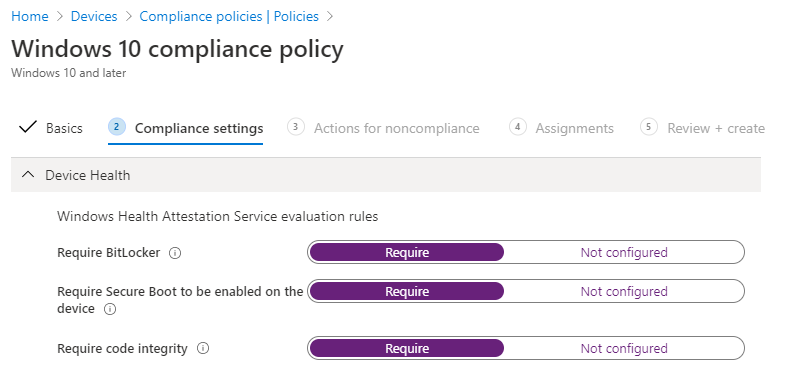 Home > Devices > Compliance policies | Policies >
Windows 10 compliance policy
Windows 10 and later
Basics 2 Compliance settings 3 Actions for noncompliance 4 Assignments 5 Review + create
Device Health
Windows Health Attestation Service evaluation rules
Require BitLocker Require Not configured
Require Secure Boot to be enabled on the Require Not configured
device
Require code integrity Require Not configured